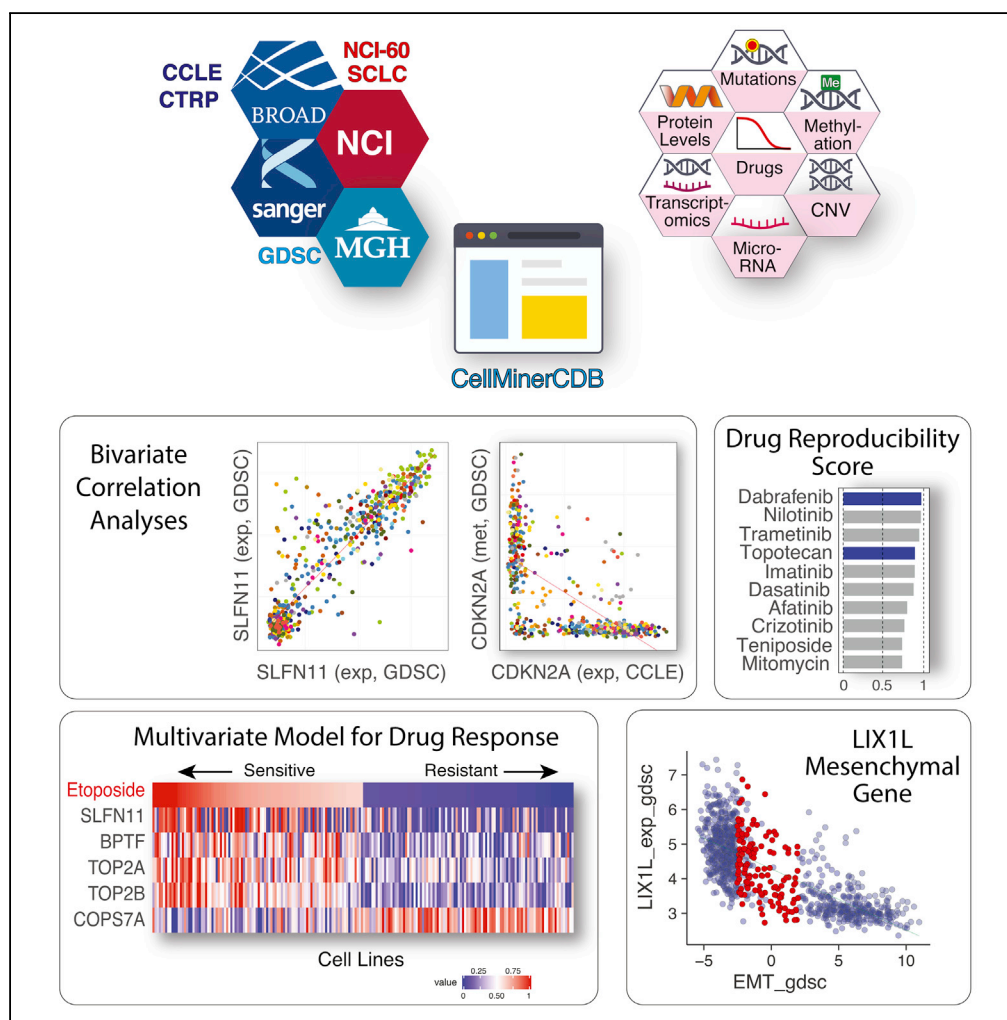 CCLE
CTRP
BROAD
NCI-60
SCLC
NCI
sanger
GDSC
MGH
CellMinerCDB
Mutations
Me
Protein
Levels
Methyl-
ation
Drugs
Transcript-
omics
CNV
Micro-
RNA
Bivariate
Correlation
Analyses
SLFN11 (exp, GDSC)
SLFN11 (exp, GDSC)
CDKN2A (met, GDSC)
CDKN2A (exp, CCLE)
Drug Reproducibility
Score
Dabrafenib
Nilotinib
Trametinib
Topotecan
Imatinib
Dasatinib
Afatinib
Crizotinib
Teniposide
Mitomycin
0 0.5 1
Multivariate Model for Drug Response
Sensitive Resistant
Etoposide
SLFN11
BPTF
TOP2A
TOP2B
COPS7A
Cell Lines
value
0.25 0.75
0 0.50 1
LIX1L
Mesenchymal
Gene
LIX1L_exp_gdsc
7
6
5
4
3
−5 0 5 10
EMT_gdsc